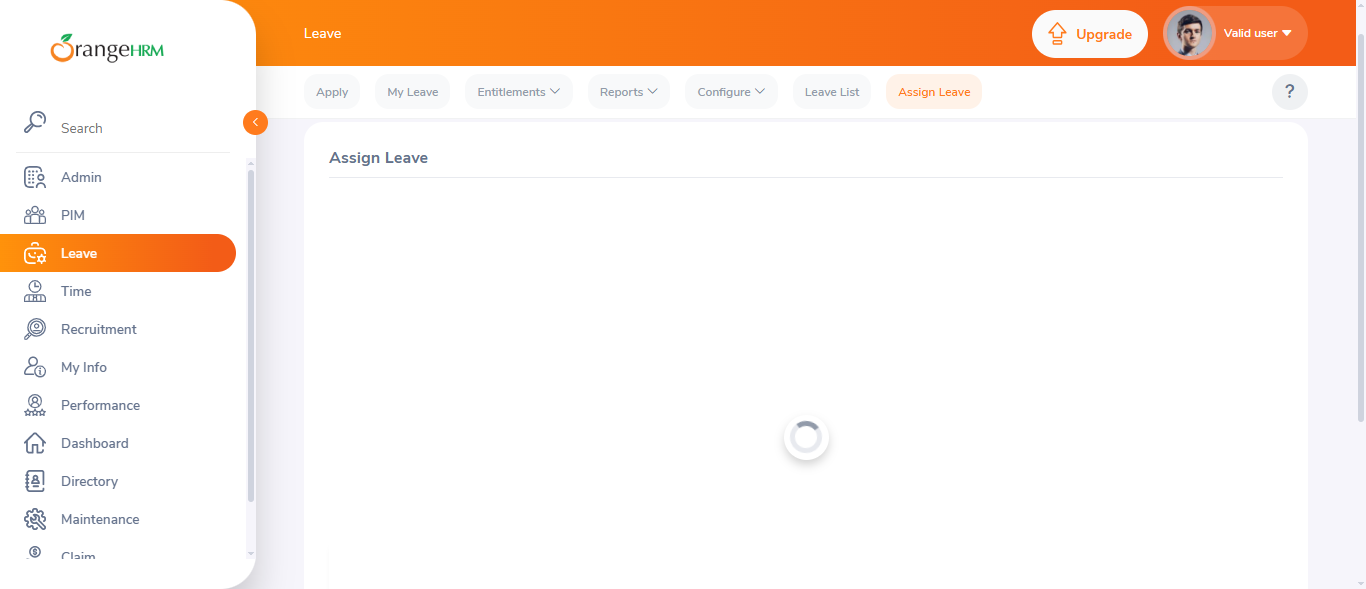 OrangeHRM
Search
Admin
PIM
Leave
Time
Recruitment
My Info
Performance
Dashboard
Directory
Maintenance
Claim
Leave
Upgrade
Valid user
Apply
My Leave
Entitlements
Reports
Configure
Leave List
Assign Leave
?
Assign Leave